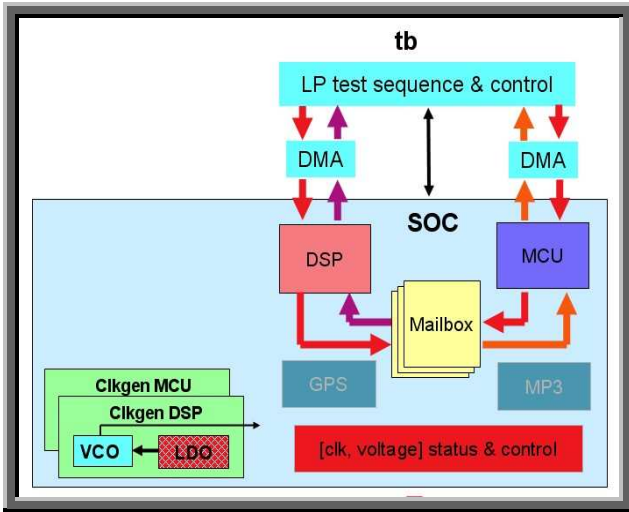 tb
LP test sequence & control
DMA
DMA
SOC
DSP
MCU
Mailbox
GPS
MP3
Clkgen MCU
Clkgen DSP
VCO
LDO
[clk, voltage] status & control